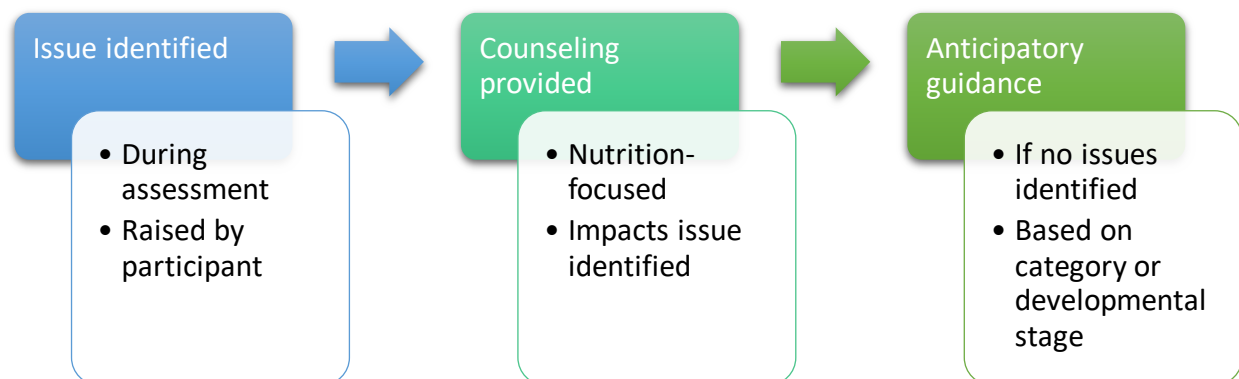 Issue identified
• During
assessment
• Raised by
participant
Counseling
provided
• Nutrition-
focused
• Impacts issue
identified
Anticipatory
guidance
• If no issues
identified
• Based on
category or
developmental
stage